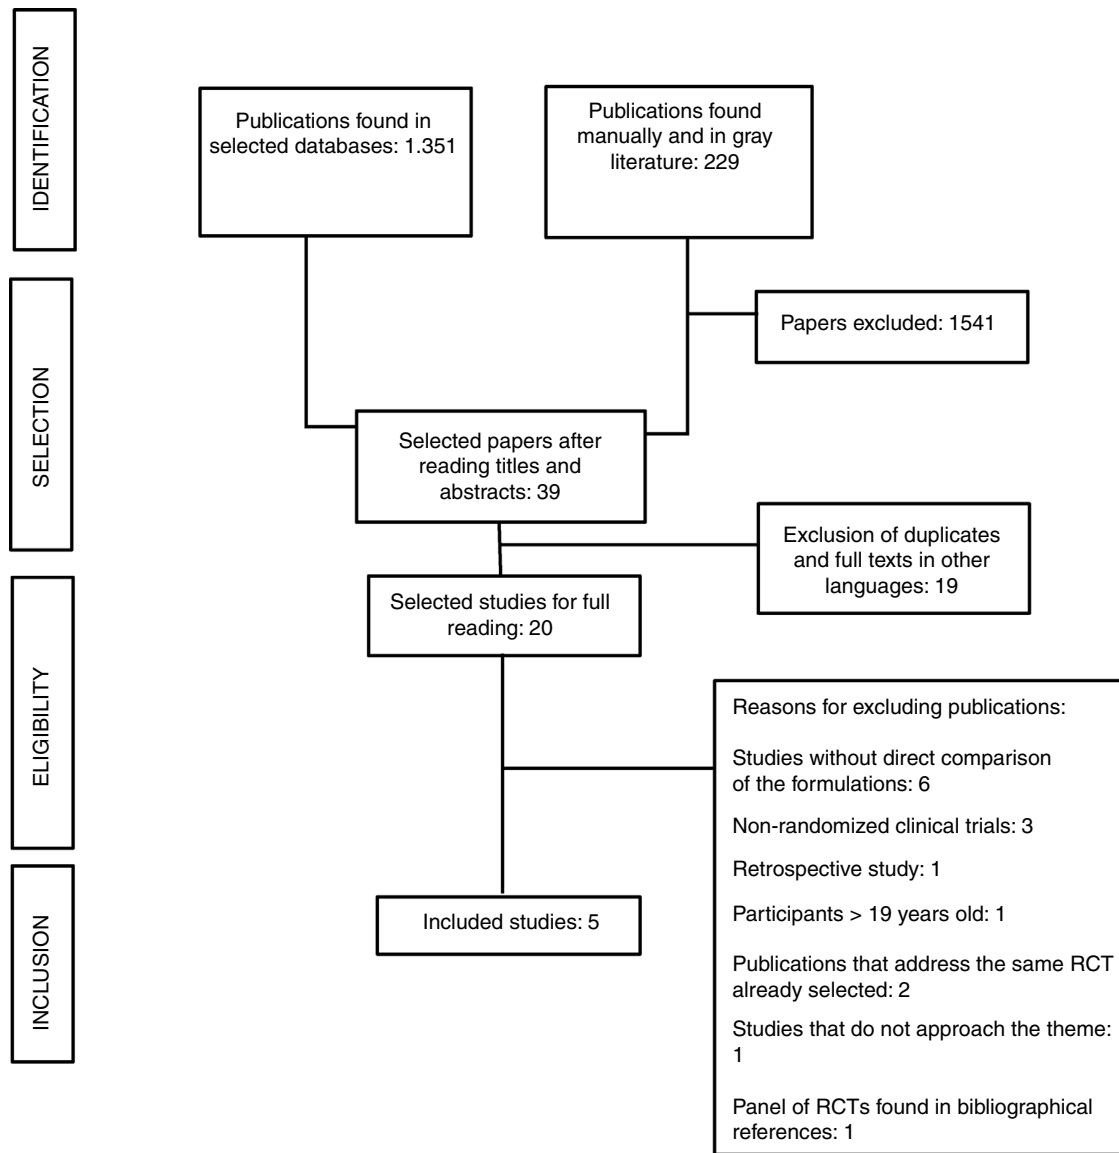 IDENTIFICATION
Publications found in
selected databases: 1.351
Publications found
manually and in gray
literature: 229
SELECTION
Papers excluded: 1541
Selected papers after
reading titles and
abstracts: 39
Exclusion of duplicates
and full texts in other
languages: 19
ELIGIBILITY
Selected studies for full
reading: 20
Reasons for excluding publications:
Studies without direct comparison
of the formulations: 6
Non-randomized clinical trials: 3
Retrospective study: 1
Participants > 19 years old: 1
Publications that address the same RCT
already selected: 2
Studies that do not approach the theme:
1
Panel of RCTs found in bibliographical
references: 1
INCLUSION
Included studies: 5